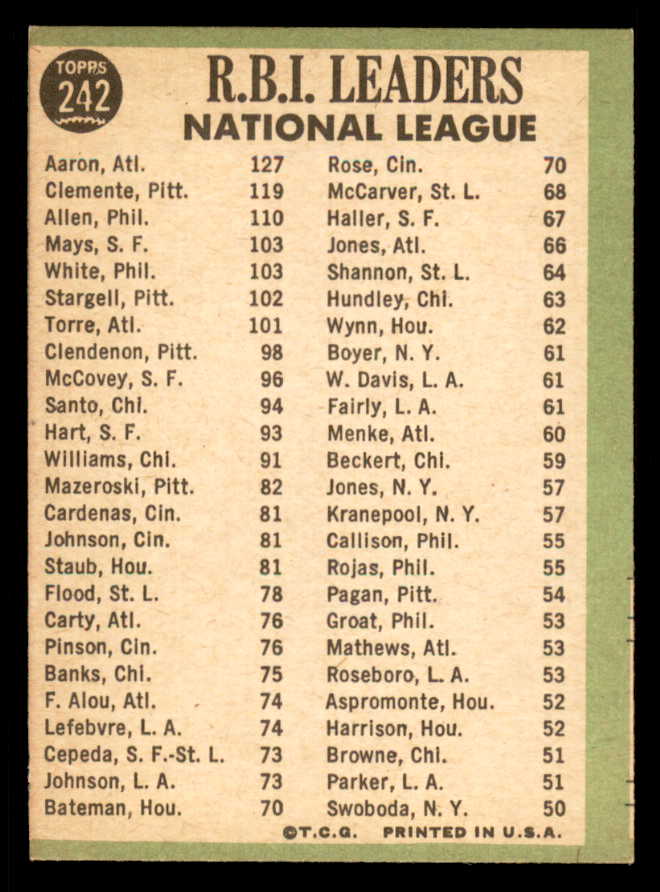 TOPPS
242
R.B.I. LEADERS
NATIONAL LEAGUE
Aaron, Atl. 127
Clemente, Pitt. 119
Allen, Phil. 110
Mays, S. F. 103
White, Phil. 103
Stargell, Pitt. 102
Torre, Atl. 101
Clendenon, Pitt. 98
McCovey, S. F. 96
Santo, Chi. 94
Hart, S. F. 93
Williams, Chi. 91
Mazeroski, Pitt. 82
Cardenas, Cin. 81
Johnson, Cin. 81
Staub, Hou. 81
Flood, St. L. 78
Carty, Atl. 76
Pinson, Cin. 76
Banks, Chi. 75
F. Alou, Atl. 74
Lefebvre, L. A. 74
Cepeda, S. F.-St. L. 73
Johnson, L. A. 73
Bateman, Hou. 70
Rose, Cin. 70
McCarver, St. L. 68
Haller, S. F. 67
Jones, Atl. 66
Shannon, St. L. 64
Hundley, Chi. 63
Wynn, Hou. 62
Boyer, N. Y. 61
W. Davis, L. A. 61
Fairly, L. A. 61
Menke, Atl. 60
Beckert, Chi. 59
Jones, N. Y. 57
Kranepool, N. Y. 57
Callison, Phil. 55
Rojas, Phil. 55
Pagan, Pitt. 54
Groat, Phil. 53
Mathews, Atl. 53
Roseboro, L. A. 53
Aspromonte, Hou. 52
Harrison, Hou. 52
Browne, Chi. 51
Parker, L. A. 51
Swoboda, N. Y. 50
©T.C.G. PRINTED IN U.S.A.